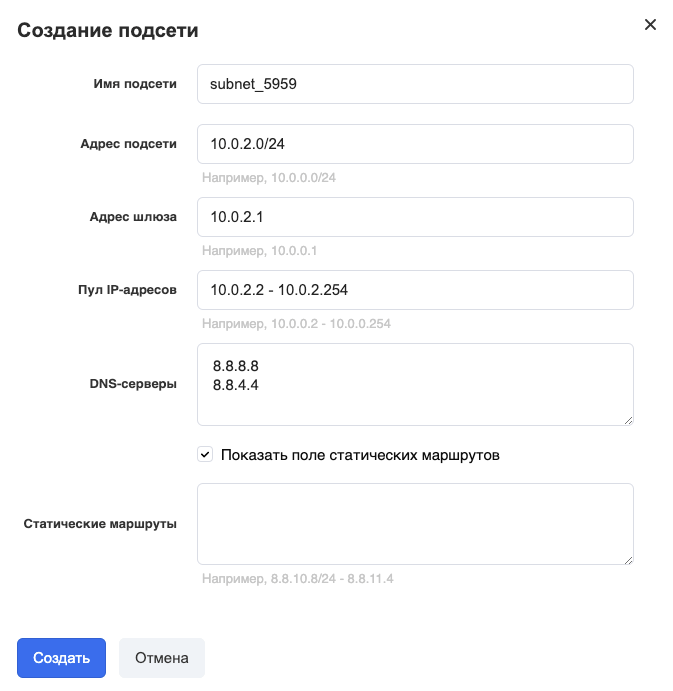 Создание подсети
Имя подсети
subnet_5959
Адрес подсети
10.0.2.0/24
Например, 10.0.0.0/24
Адрес шлюза
10.0.2.1
Например, 10.0.0.1
Пул IP-адресов
10.0.2.2 - 10.0.2.254
Например, 10.0.0.2 - 10.0.0.254
DNS-серверы
8.8.8.8
8.8.4.4
Показать поле статических маршрутов
Статические маршруты
Например, 8.8.10.8/24 - 8.8.11.4
Создать
Отмена